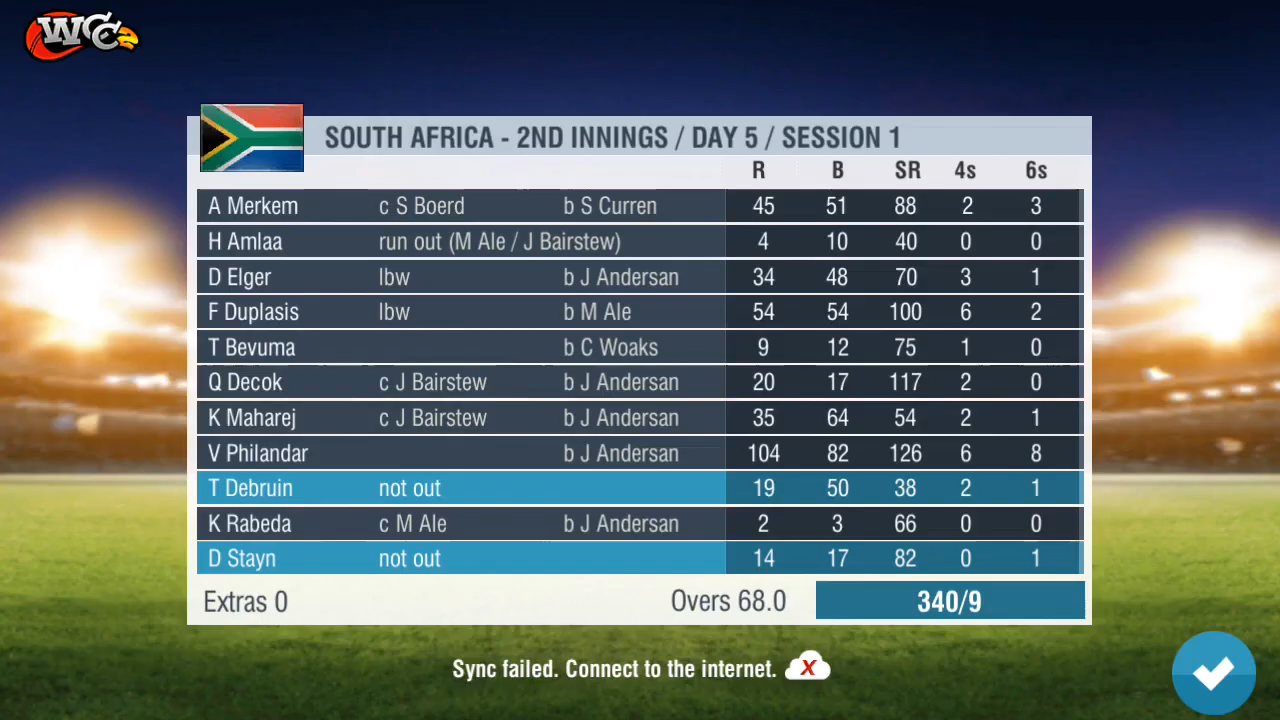 WCC
SOUTH AFRICA - 2ND INNINGS / DAY 5 / SESSION 1
R B SR 4s 6s
A Merkem c S Boerd b S Curren 45 51 88 2 3
H Amlaa run out (M Ale / J Bairstew) 4 10 40 0 0
D Elger lbw b J Andersan 34 48 70 3 1
F Duplasis lbw b M Ale 54 54 100 6 2
T Bevuma b C Woaks 9 12 75 1 0
Q Decok c J Bairstew b J Andersan 20 17 117 2 0
K Maharej c J Bairstew b J Andersan 35 64 54 2 1
V Philandar b J Andersan 104 82 126 6 8
T Debruin not out 19 50 38 2 1
K Rabeda c M Ale b J Andersan 2 3 66 0 0
D Stayn not out 14 17 82 0 1
Extras 0 Overs 68.0 340/9
Sync failed. Connect to the internet. X